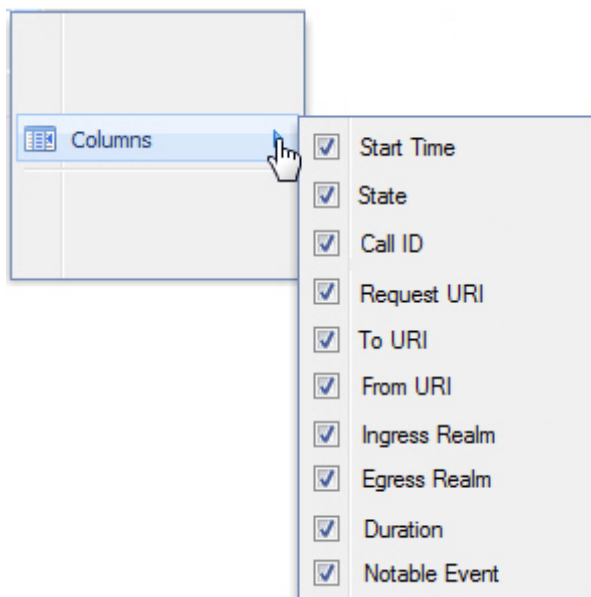 Columns
Start Time
State
Call ID
Request URI
To URI
From URI
Ingress Realm
Egress Realm
Duration
Notable Event